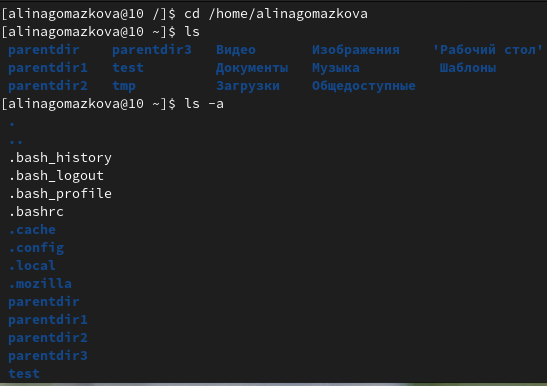 [alinagomazkova@10 /]$ cd /home/alinagomazkova
[alinagomazkova@10 ~]$ ls
parentdir parentdir3 Видео Изображения 'Рабочий стол'
parentdir1 test Документы Музыка Шаблоны
parentdir2 tmp Загрузки Общедоступные
[alinagomazkova@10 ~]$ ls -a
.
..
.bash_history
.bash_logout
.bash_profile
.bashrc
.cache
.config
.local
.mozilla
parentdir
parentdir1
parentdir2
parentdir3
test